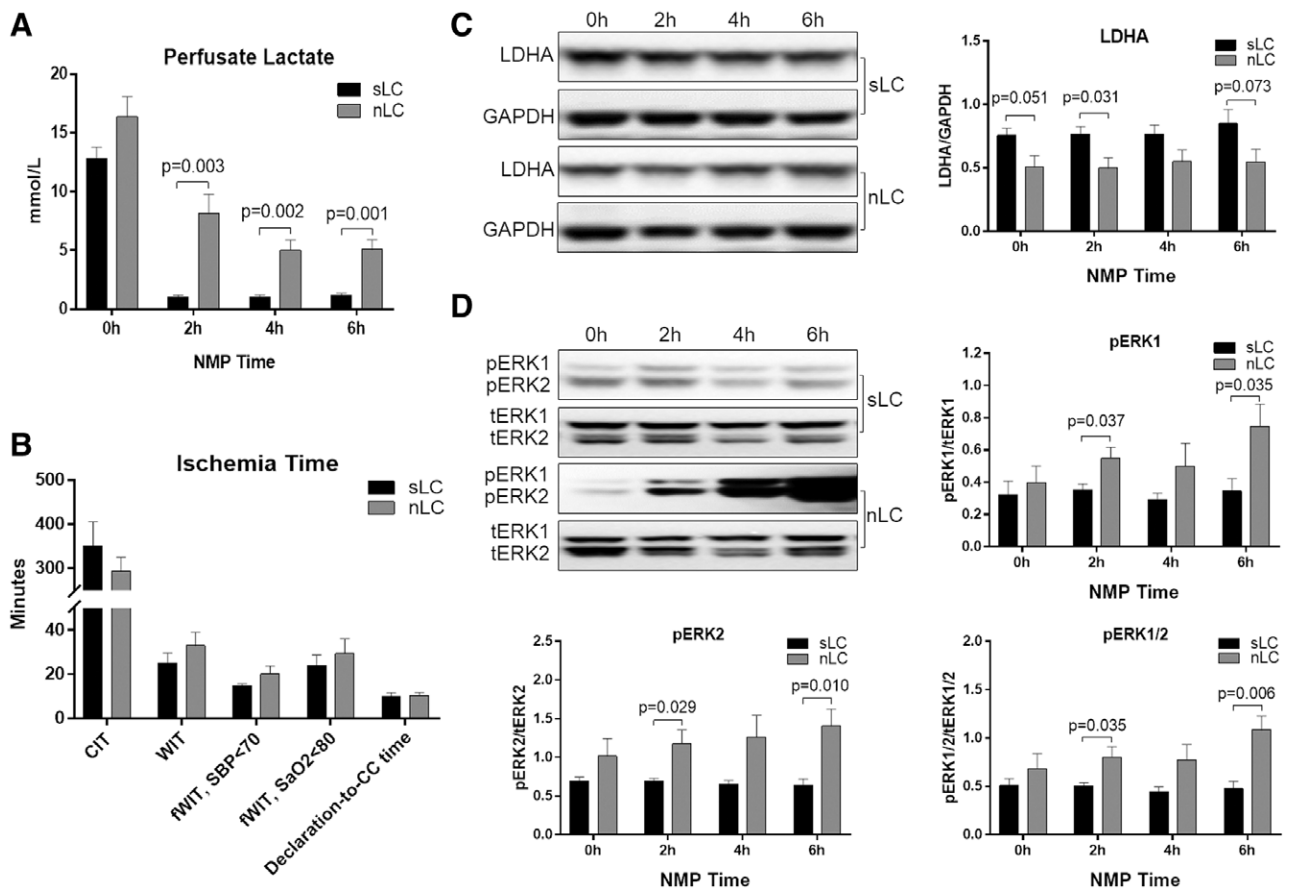 A
Perfusate Lactate
sLC
nLC
mmol/L
20
15
10
5
0
p=0.003
p=0.002
p=0.001
0h 2h 4h 6h
NMP Time
B
Ischemia Time
sLC
nLC
Minutes
500
400
300
40
20
0
CIT
WIT
fWIT, SBP<70
fWIT, SaO2<80
Declaration-to-CC time
C
0h 2h 4h 6h
LDHA
GAPDH
sLC
LDHA
GAPDH
nLC
LDHA
sLC
nLC
LDHA/GAPDH
1.5
1.0
0.5
0.0
p=0.051
p=0.031
p=0.073
0h 2h 4h 6h
NMP Time
D
0h 2h 4h 6h
pERK1
pERK2
tERK1
tERK2
sLC
pERK1
pERK2
tERK1
tERK2
nLC
pERK1
sLC
nLC
pERK1/tERK1
1.2
1.0
0.8
0.6
0.4
0.2
0.0
p=0.037
p=0.035
0h 2h 4h 6h
NMP Time
pERK2
sLC
nLC
pERK2/tERK2
2.5
2.0
1.5
1.0
0.5
0.0
p=0.029
p=0.010
0h 2h 4h 6h
NMP Time
pERK1/2
sLC
nLC
pERK1/2/tERK1/2
2.0
1.5
1.0
0.5
0.0
p=0.035
p=0.006
0h 2h 4h 6h
NMP Time